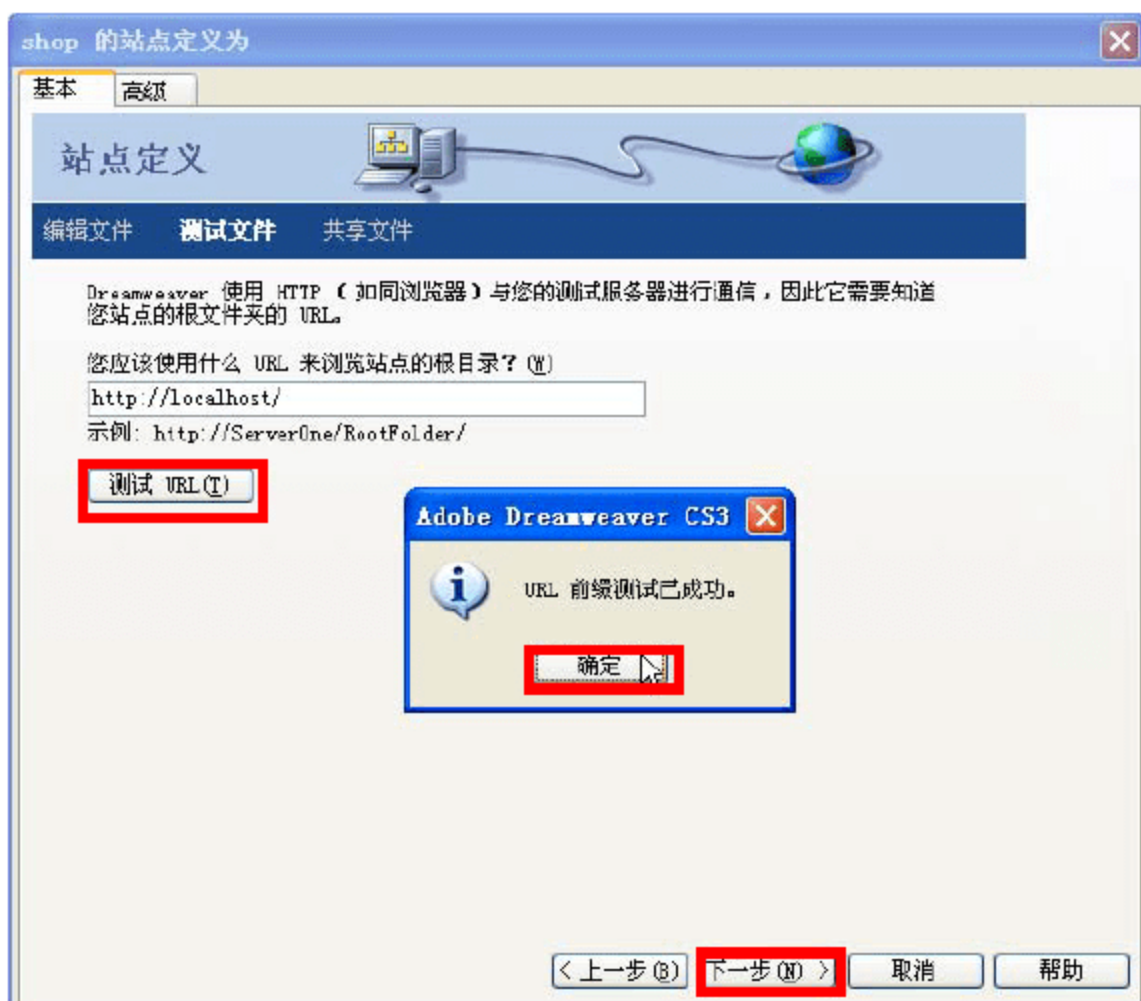 shop 的站点定义为
基本 高级
站点定义
编辑文件 测试文件 共享文件
Dreamweaver 使用 HTTP ( 如同浏览器 ) 与您的测试服务器进行通信，因此它需要知道
您站点的根文件夹的 URL。
您应该使用什么 URL 来浏览站点的根目录？(W)
http://localhost/
示例: http://ServerOne/RootFolder/
测试 URL(T)
Adobe Dreamweaver CS3
URL 前缀测试已成功。
确定
< 上一步(B) 下一步(N) > 取消 帮助